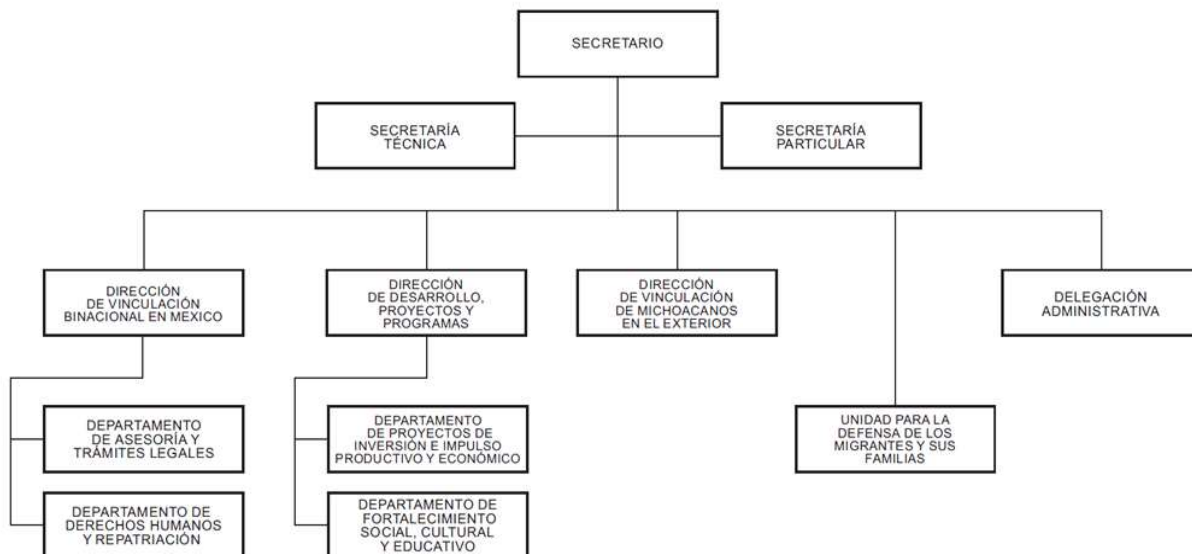 SECRETARIO
SECRETARÍA
TÉCNICA
SECRETARÍA
PARTICULAR
DIRECCIÓN
DE VINCULACIÓN
BINACIONAL EN MEXICO
DIRECCIÓN
DE DESARROLLO,
PROYECTOS Y
PROGRAMAS
DIRECCIÓN
DE VINCULACIÓN
DE MICHOACANOS
EN EL EXTERIOR
DELEGACIÓN
ADMINISTRATIVA
DEPARTAMENTO
DE ASESORÍA Y
TRÁMITES LEGALES
DEPARTAMENTO
DE PROYECTOS DE
INVERSIÓN E IMPULSO
PRODUCTIVO Y ECONÓMICO
UNIDAD PARA LA
DEFENSA DE LOS
MIGRANTES Y SUS
FAMILIAS
DEPARTAMENTO DE
DERECHOS HUMANOS
Y REPATRIACIÓN
DEPARTAMENTO DE
FORTALECIMIENTO
SOCIAL, CULTURAL
Y EDUCATIVO